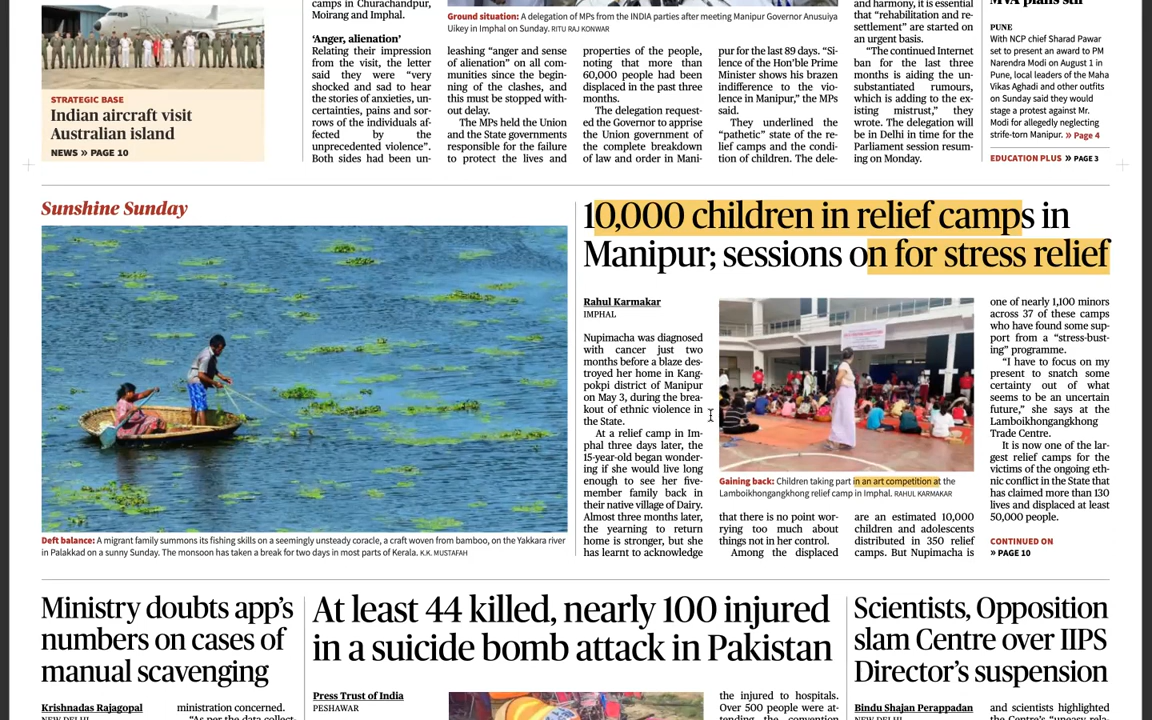 STRATEGIC BASE
Indian aircraft visit
Australian island
NEWS » PAGE 10
camps in Churachandpur,
Moirang and Imphal.
'Anger, alienation'
Relating their impression
from the visit, the letter
said they were “very
shocked and sad to hear
the stories of anxieties, un-
certainties, pains and sor-
rows of the individuals af-
fected by the
unprecedented violence”.
Both sides had been un-
Ground situation: A delegation of MPs from the INDIA parties after meeting Manipur Governor Anusuiya
Uikey in Imphal on Sunday. RITU RAJ KONWAR
leashing “anger and sense
of alienation” on all com-
munities since the begin-
ning of the clashes, and
this must be stopped with-
out delay.
The MPs held the Union
and the State governments
responsible for the failure
to protect the lives and
properties of the people,
noting that more than
60,000 people had been
displaced in the past three
months.
The delegation request-
ed the Governor to apprise
the Union government of
the complete breakdown
of law and order in Mani-
pur for the last 89 days. “Si-
lence of the Hon'ble Prime
Minister shows his brazen
indifference to the vio-
lence in Manipur,” the MPs
said.
They underlined the
“pathetic” state of the re-
lief camps and the condi-
tion of children. The dele-
and harmony, it is essential
that “rehabilitation and re-
settlement” are started on
an urgent basis.
“The continued Internet
ban for the last three
months is aiding the un-
substantiated rumours,
which is adding to the ex-
isting mistrust,” they
wrote. The delegation will
be in Delhi in time for the
Parliament session resum-
ing on Monday.
MVA plans stir
PUNE
With NCP chief Sharad Pawar
set to present an award to PM
Narendra Modi on August 1 in
Pune, local leaders of the Maha
Vikas Aghadi and other outfits
on Sunday said they would
stage a protest against Mr.
Modi for allegedly neglecting
strife-torn Manipur. » Page 4
EDUCATION PLUS » PAGE 3
Sunshine Sunday
Deft balance: A migrant family summons its fishing skills on a seemingly unsteady coracle, a craft woven from bamboo, on the Yakkara river
in Palakkad on a sunny Sunday. The monsoon has taken a break for two days in most parts of Kerala. K.K. MUSTAFAH
10,000 children in relief camps in
Manipur; sessions on for stress relief
Rahul Karmakar
IMPHAL
Nupimacha was diagnosed
with cancer just two
months before a blaze des-
troyed her home in Kang-
pokpi district of Manipur
on May 3, during the brea-
kout of ethnic violence in
the State.
At a relief camp in Im-
phal three days later, the
15-year-old began wonder-
ing if she would live long
enough to see her five-
member family back in
their native village of Dairy.
Almost three months later,
the yearning to return
home is stronger, but she
has learnt to acknowledge
Gaining back: Children taking part in an art competition at the
Lamboikhongangkhong relief camp in Imphal. RAHUL KARMAKAR
that there is no point wor-
rying too much about
things not in her control.
Among the displaced
are an estimated 10,000
children and adolescents
distributed in 350 relief
camps. But Nupimacha is
one of nearly 1,100 minors
across 37 of these camps
who have found some sup-
port from a “stress-bust-
ing” programme.
“I have to focus on my
present to snatch some
certainty out of what
seems to be an uncertain
future,” she says at the
Lamboikhongangkhong
Trade Centre.
It is now one of the lar-
gest relief camps for the
victims of the ongoing eth-
nic conflict in the State that
has claimed more than 130
lives and displaced at least
50,000 people.
CONTINUED ON
» PAGE 10
Ministry doubts app's
numbers on cases of
manual scavenging
Krishnadas Rajagopal
NEW DELHI
ministration concerned.
“As per the data collect-
At least 44 killed, nearly 100 injured
in a suicide bomb attack in Pakistan
Press Trust of India
PESHAWAR
the injured to hospitals.
Over 500 people were at-
tending the convention
Scientists, Opposition
slam Centre over IIPS
Director's suspension
Bindu Shajan Perappadan
NEW DELHI
and scientists highlighted
the Centre's “uneasy rela-